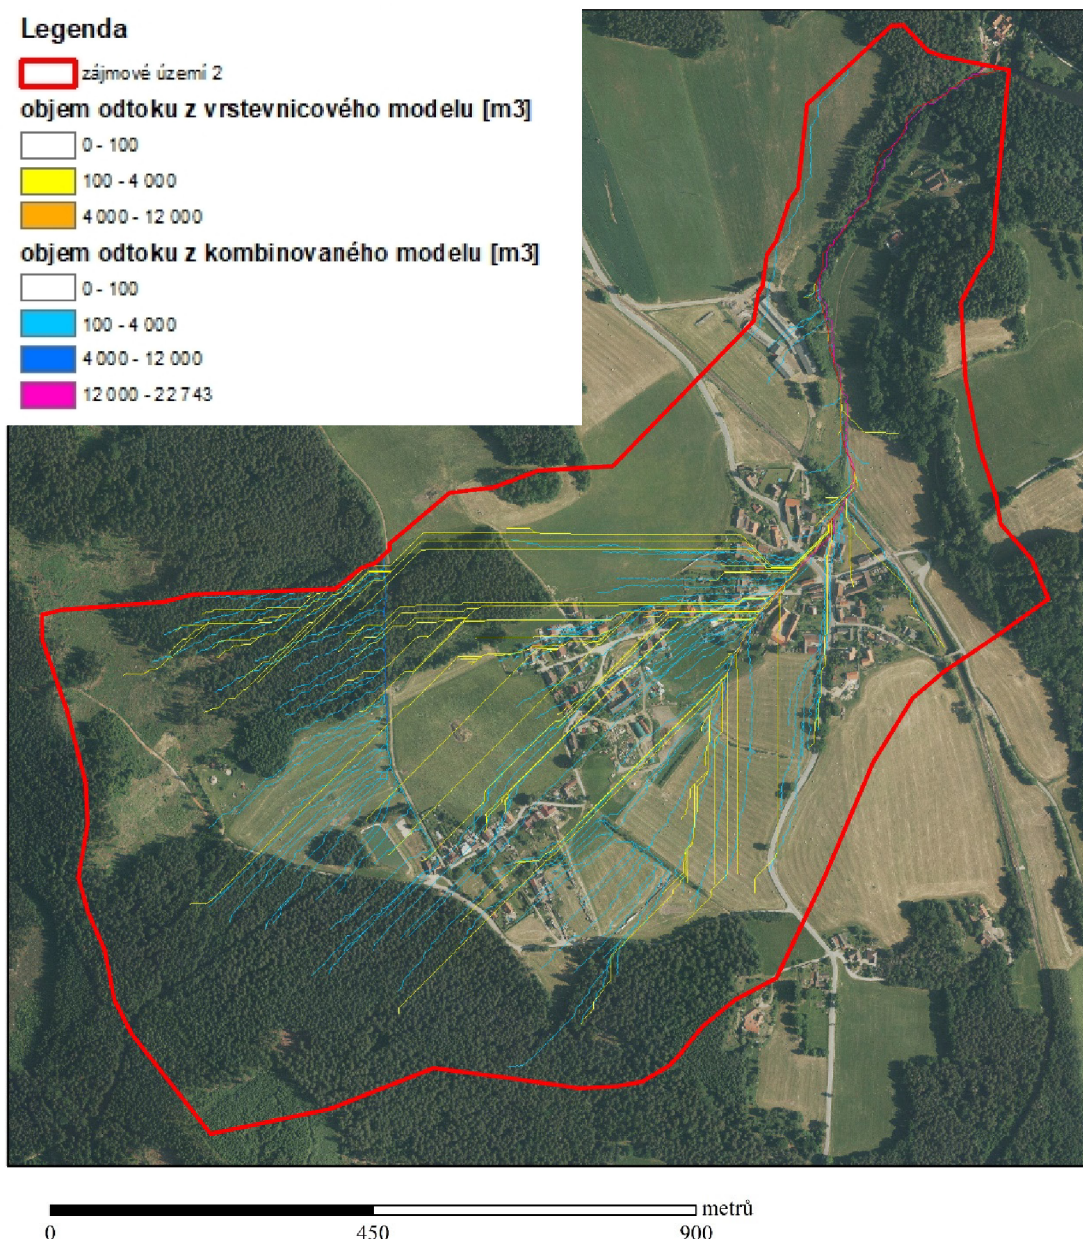 Legenda
zájmové území 2
objem odtoku z vrstevnicového modelu [m3]
0 - 100
100 - 4 000
4 000 - 12 000
objem odtoku z kombinovaného modelu [m3]
0 - 100
100 - 4 000
4 000 - 12 000
12 000 - 22 743
metrů
0 450 900